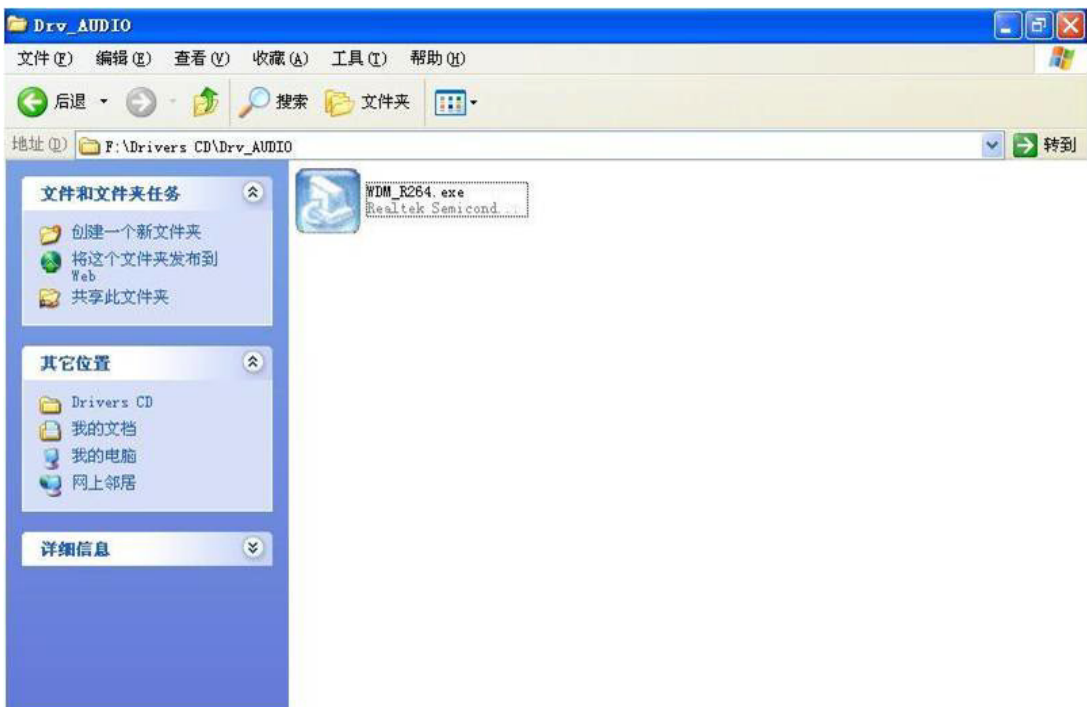 Drv_AUDIO
文件(F) 编辑(E) 查看(V) 收藏(A) 工具(T) 帮助(H)
后退 搜索 文件夹
地址(D) F:\Drivers CD\Drv_AUDIO 转到
文件和文件夹任务
创建一个新文件夹
将这个文件夹发布到
Web
共享此文件夹
其它位置
Drivers CD
我的文档
我的电脑
网上邻居
详细信息
WDM_R264.exe
Realtek Semicond...